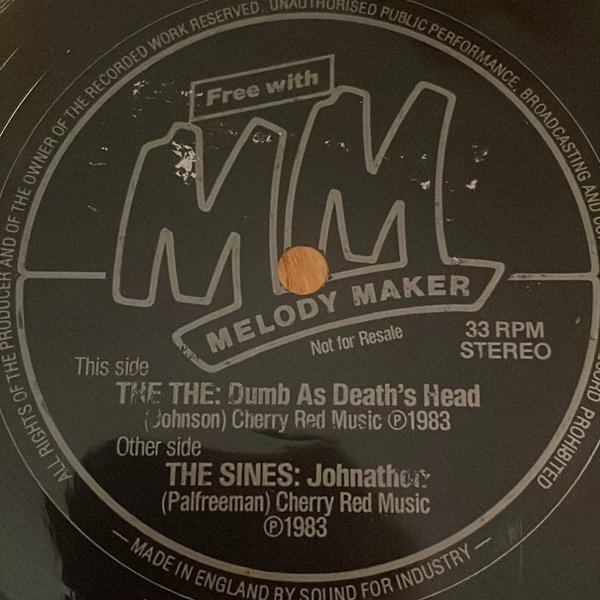 ALL RIGHTS OF THE PRODUCER AND OF THE OWNER OF THE RECORDED WORK RESERVED. UNAUTHORISED PUBLIC PERFORMANCE, BROADCASTING AND
PROHIBITED
Free with
MM
MELODY MAKER
Not for Resale
33 RPM
STEREO
This side
THE THE: Dumb As Death's Head
(Johnson) Cherry Red Music ℗1983
Other side
THE SINES: Johnathon
(Palfreeman) Cherry Red Music
℗1983
— MADE IN ENGLAND BY SOUND FOR INDUSTRY —